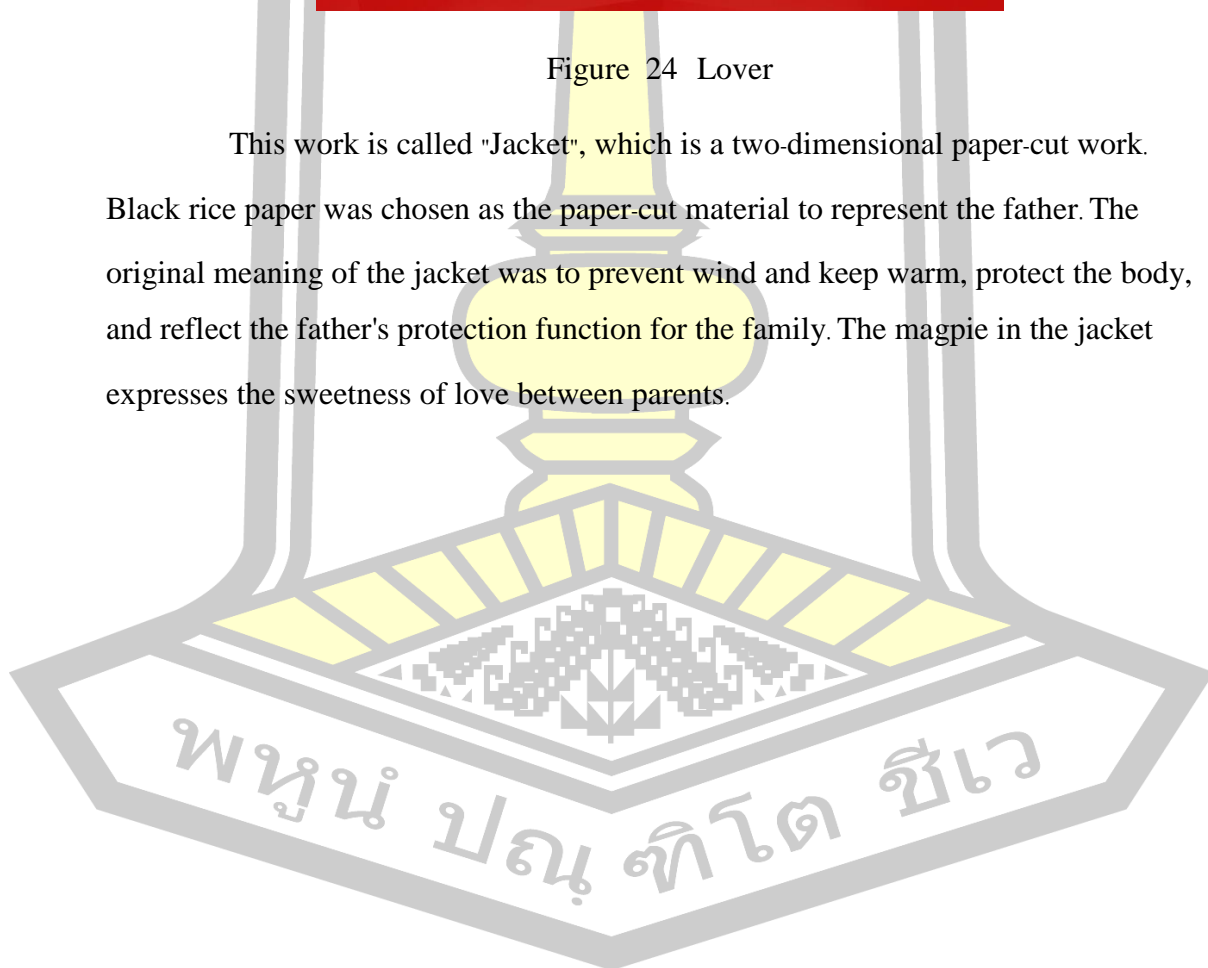 Figure 24 Lover
This work is called "Jacket", which is a two-dimensional paper-cut work.
Black rice paper was chosen as the paper-cut material to represent the father. The
original meaning of the jacket was to prevent wind and keep warm, protect the body,
and reflect the father's protection function for the family. The magpie in the jacket
expresses the sweetness of love between parents.
พหูนํ ปณฺฑิโต ชีเว